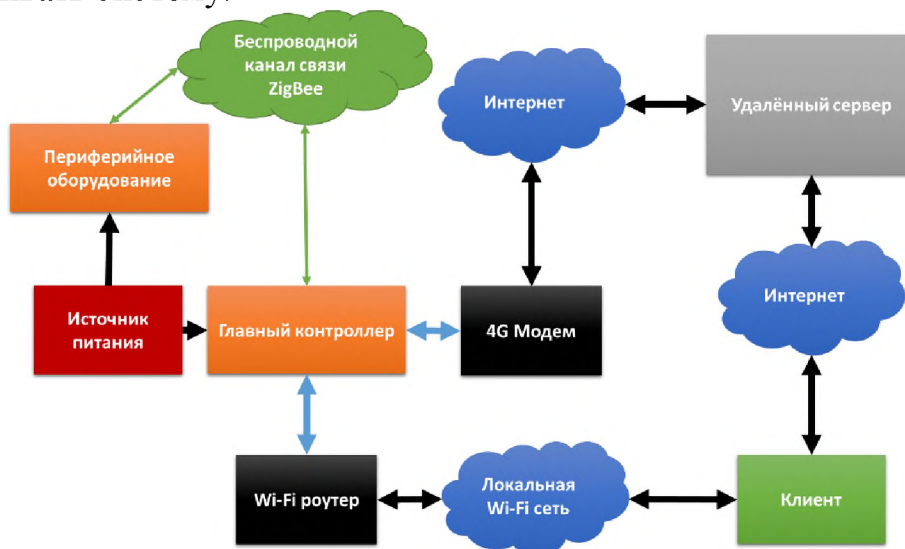 Беспроводной
канал связи
ZigBee
Интернет
Удалённый сервер
Периферийное
оборудование
Интернет
Источник
питания
Главный контроллер
4G Модем
Wi-Fi роутер
Локальная
Wi-Fi сеть
Клиент